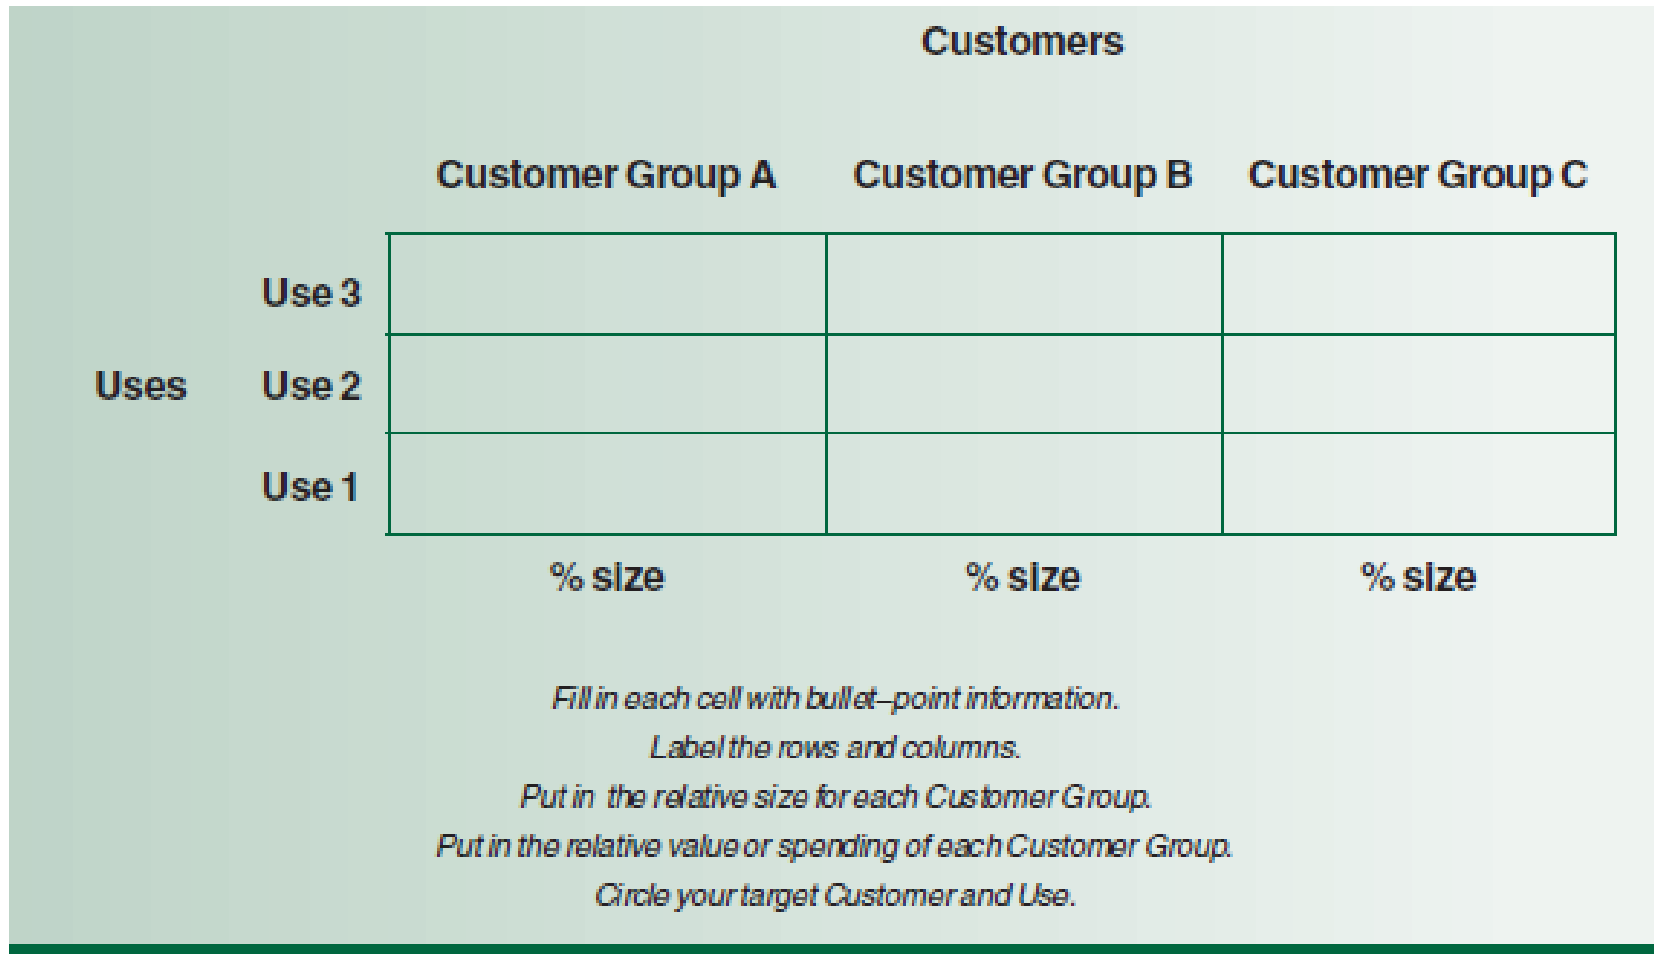 Customers
Customer Group A Customer Group B Customer Group C
Use 3
Uses Use 2
Use 1
% size % size % size
Fill in each cell with bullet–point information.
Label the rows and columns.
Put in the relative size for each Customer Group.
Put in the relative value or spending of each Customer Group.
Circle your target Customer and Use.